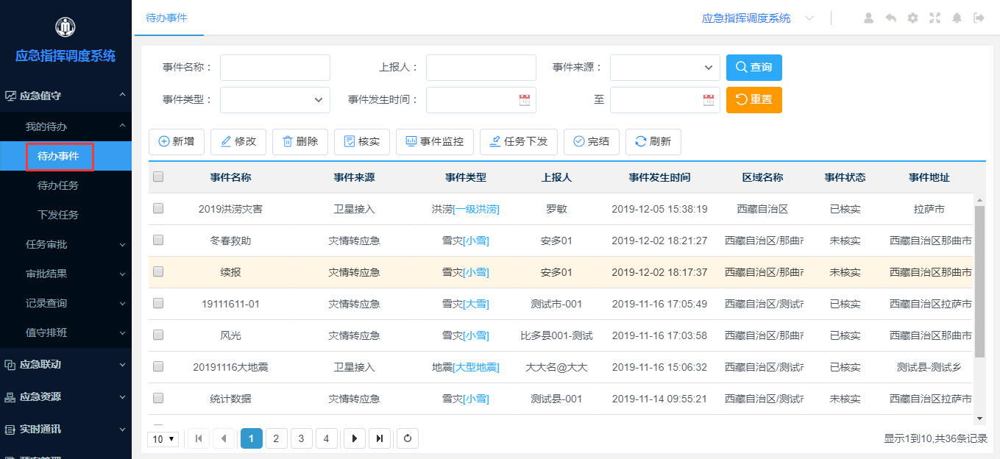 应急指挥调度系统
应急值守
我的待办
待办事件
待办任务
下发任务
任务审批
审批结果
记录查询
值守排班
应急联动
应急资源
实时通讯
待办事件
应急指挥调度系统
事件名称： 上报人： 事件来源： 查询
事件类型： 事件发生时间： 至 重置
新增 修改 删除 核实 事件监控 任务下发 完结 刷新
事件名称 事件来源 事件类型 上报人 事件发生时间 区域名称 事件状态 事件地址
2019洪涝灾害 卫星接入 洪涝[一级洪涝] 罗敏 2019-12-05 15:38:19 西藏自治区 已核实 拉萨市
冬春救助 灾情转应急 雪灾[小雪] 安多01 2019-12-02 18:21:27 西藏自治区/那曲 未核实 西藏自治区那曲市
续报 灾情转应急 雪灾[小雪] 安多01 2019-12-02 18:17:37 西藏自治区/那曲 未核实 西藏自治区那曲市
19111611-01 灾情转应急 雪灾[大雪] 测试市-001 2019-11-16 17:05:49 西藏自治区/测试 已核实 西藏自治区拉萨市
风光 灾情转应急 雪灾[小雪] 比多县001-测试 2019-11-16 17:03:58 西藏自治区/那曲 已核实 西藏自治区那曲市
20191116大地震 卫星接入 地震[大型地震] 大大名@大大 2019-11-16 15:06:32 西藏自治区/测试 已核实 测试县-测试乡
统计数据 灾情转应急 雪灾[小雪] 测试县-001 2019-11-14 09:55:21 西藏自治区/测试 未核实 西藏自治区拉萨市
10 1 2 3 4 显示1到10,共36条记录